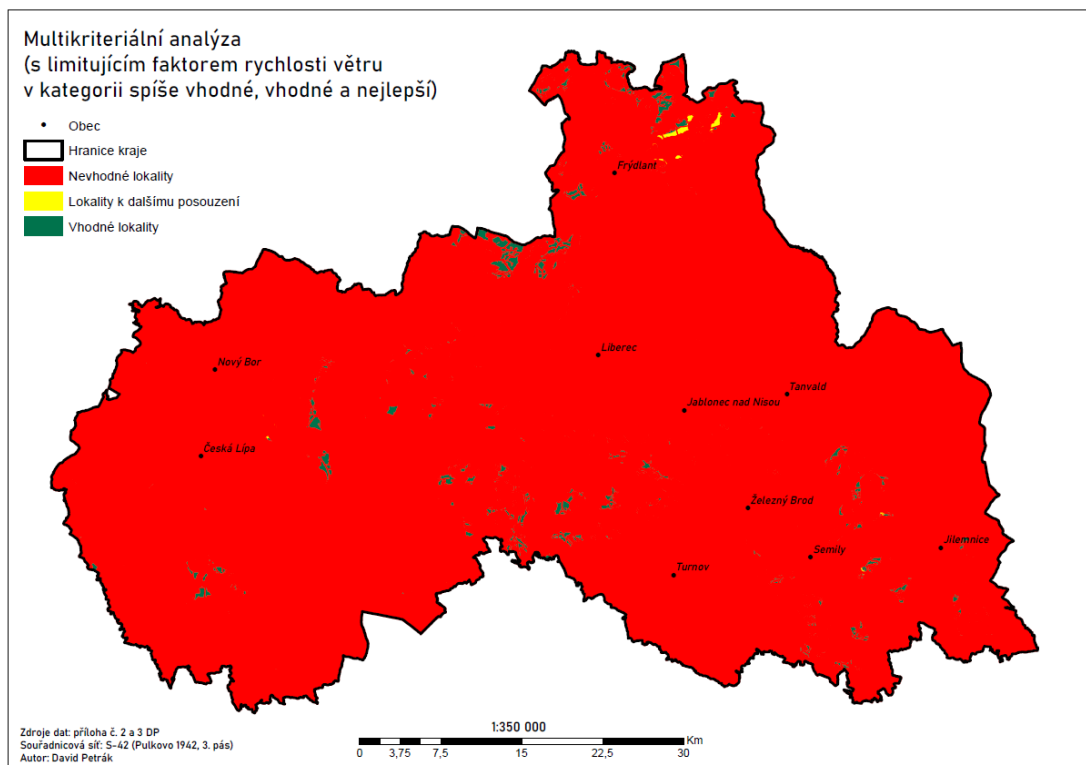 Multikriteriální analýza
(s limitujícím faktorem rychlosti větru
v kategorii spíše vhodné, vhodné a nejlepší)
Obec
Hranice kraje
Nevhodné lokality
Lokality k dalšímu posouzení
Vhodné lokality
Frýdlant
Liberec
Nový Bor
Tanvald
Jablonec nad Nisou
Česká Lípa
Železný Brod
Jilemnice
Semily
Turnov
Zdroje dat: příloha č. 2 a 3 DP
Souřadnicová síť: S-42 (Pulkovo 1942, 3. pás)
Autor: David Petrák
1:350 000
Km
0 3,75 7,5 15 22,5 30